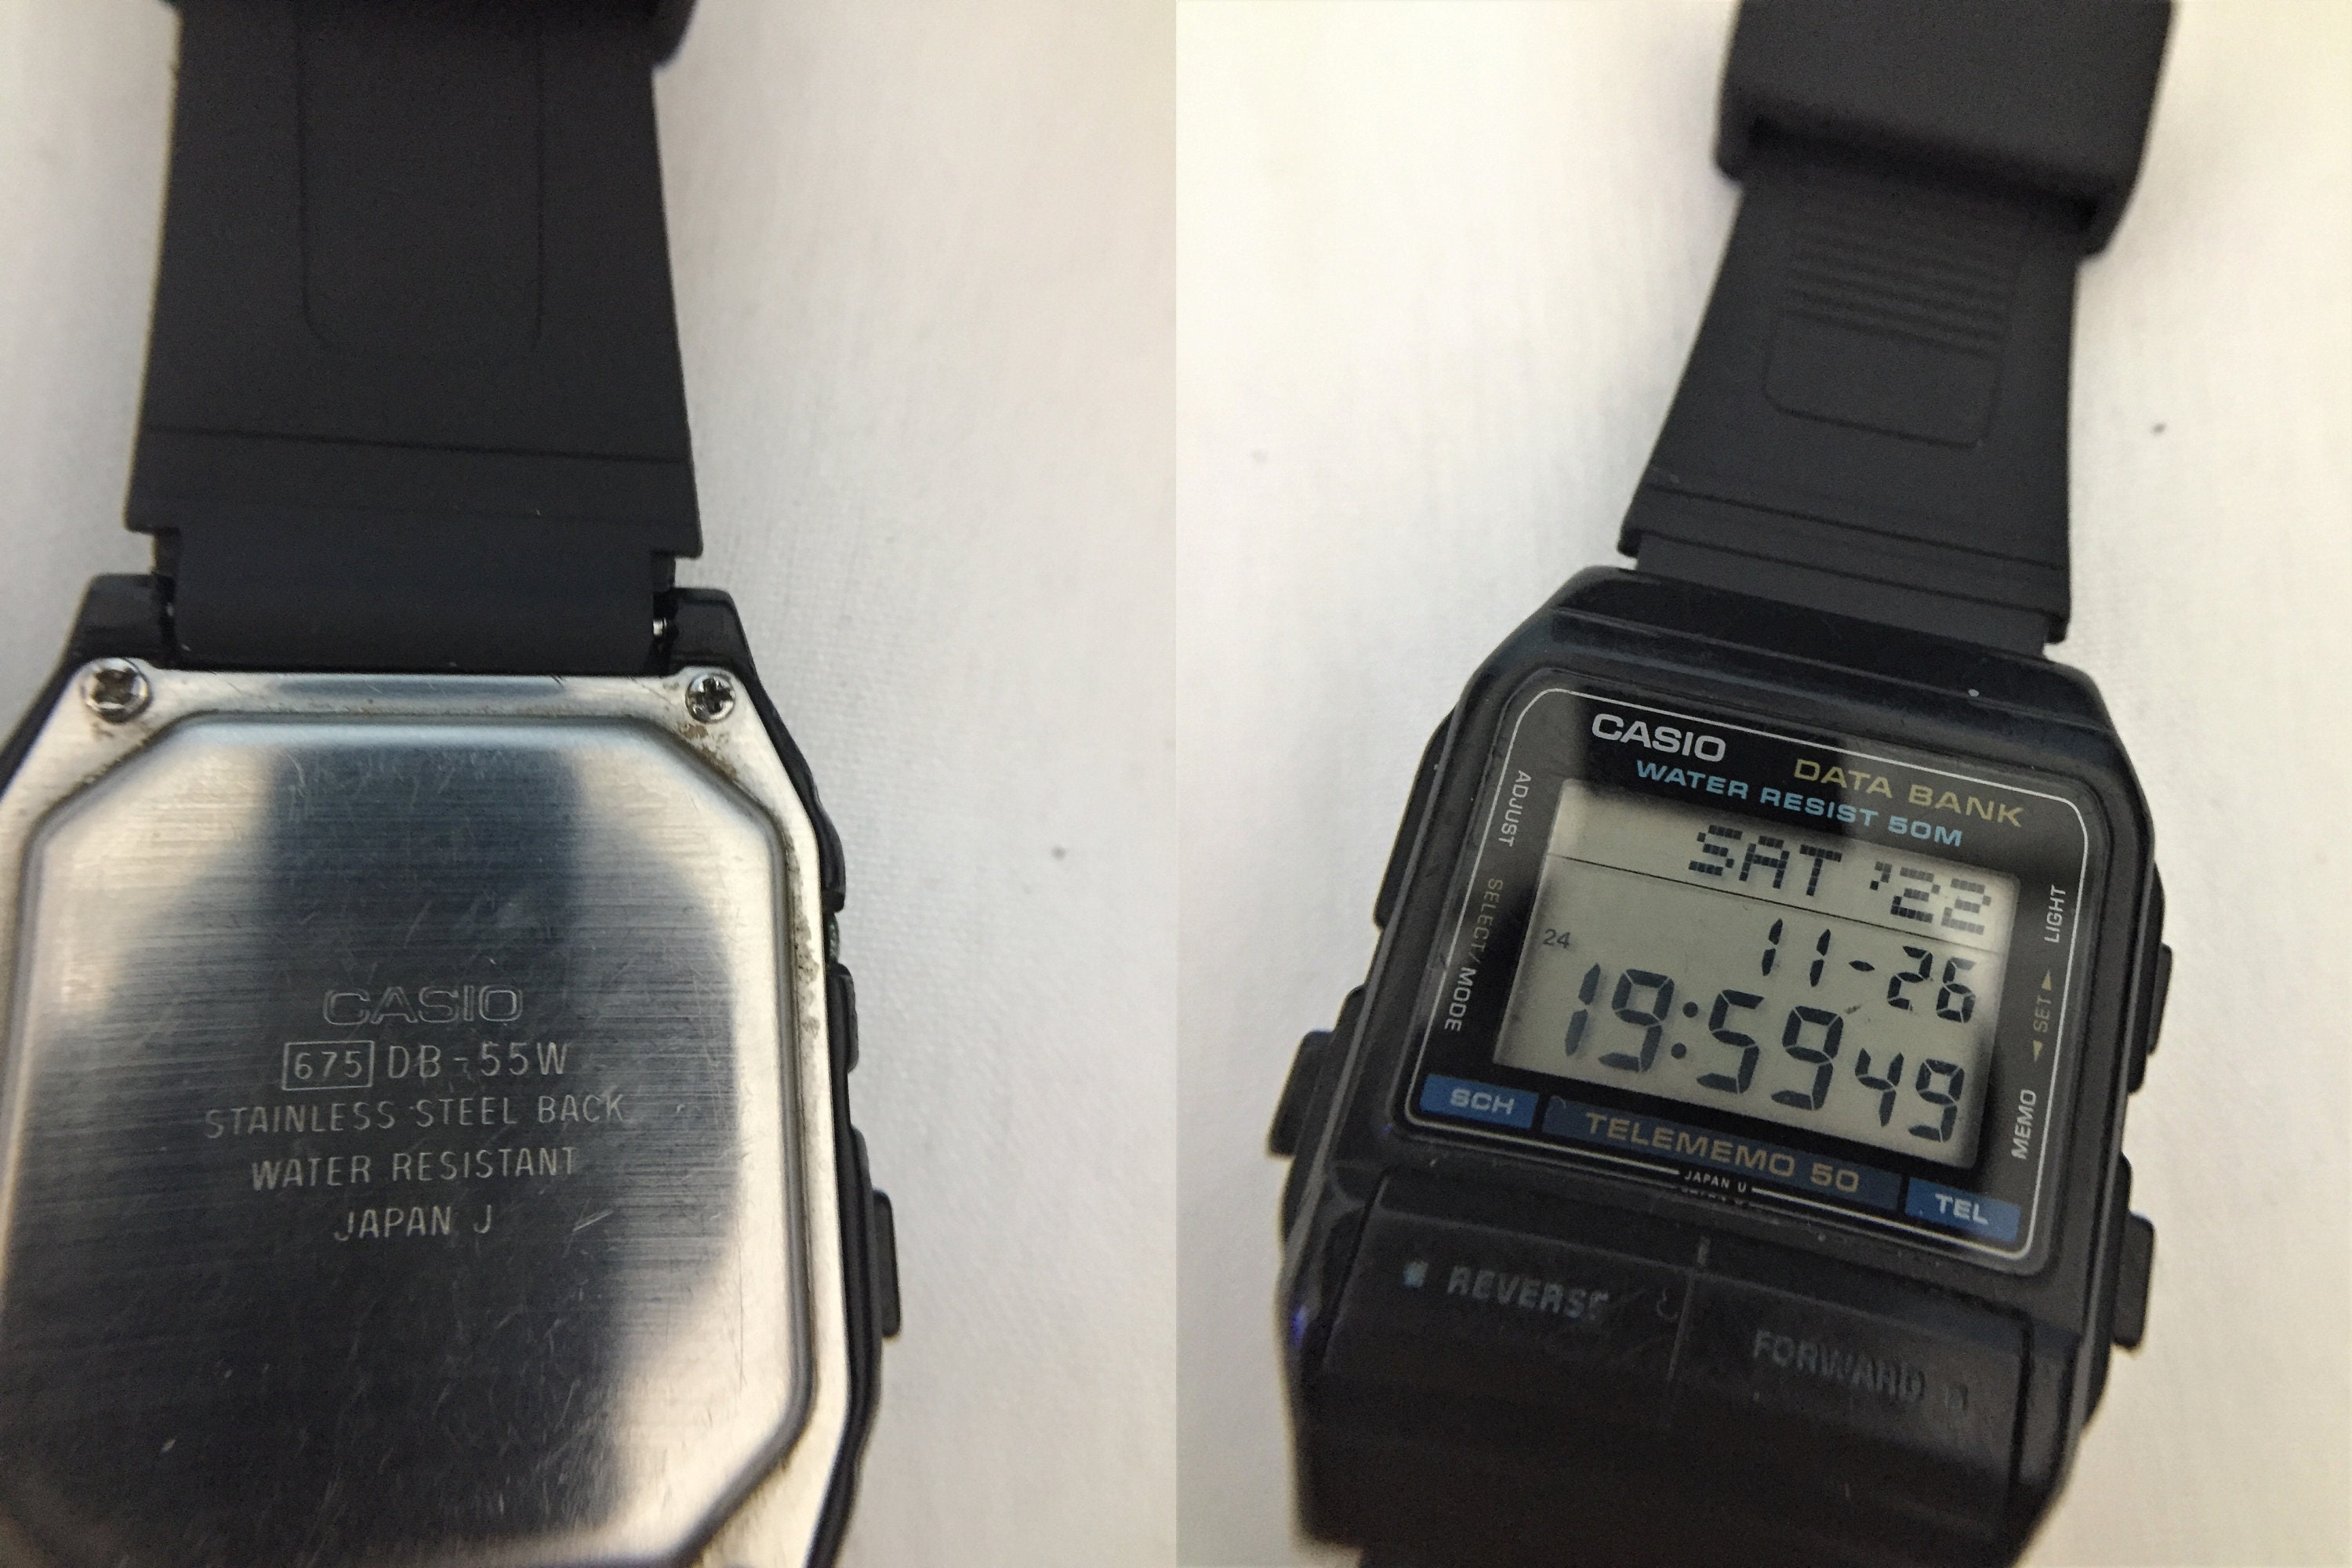 CASIO
675 DB-55W
STAINLESS STEEL BACK
WATER RESISTANT
JAPAN J
CASIO
DATA BANK
WATER RESIST 50M
ADJUST
SELECT/MODE
LIGHT
◄ SET ►
MEMO
SAT '22
11-26
24
19:59 49
SCH
TELEMEMO 50
TEL
JAPAN U
REVERSE
FORWARD